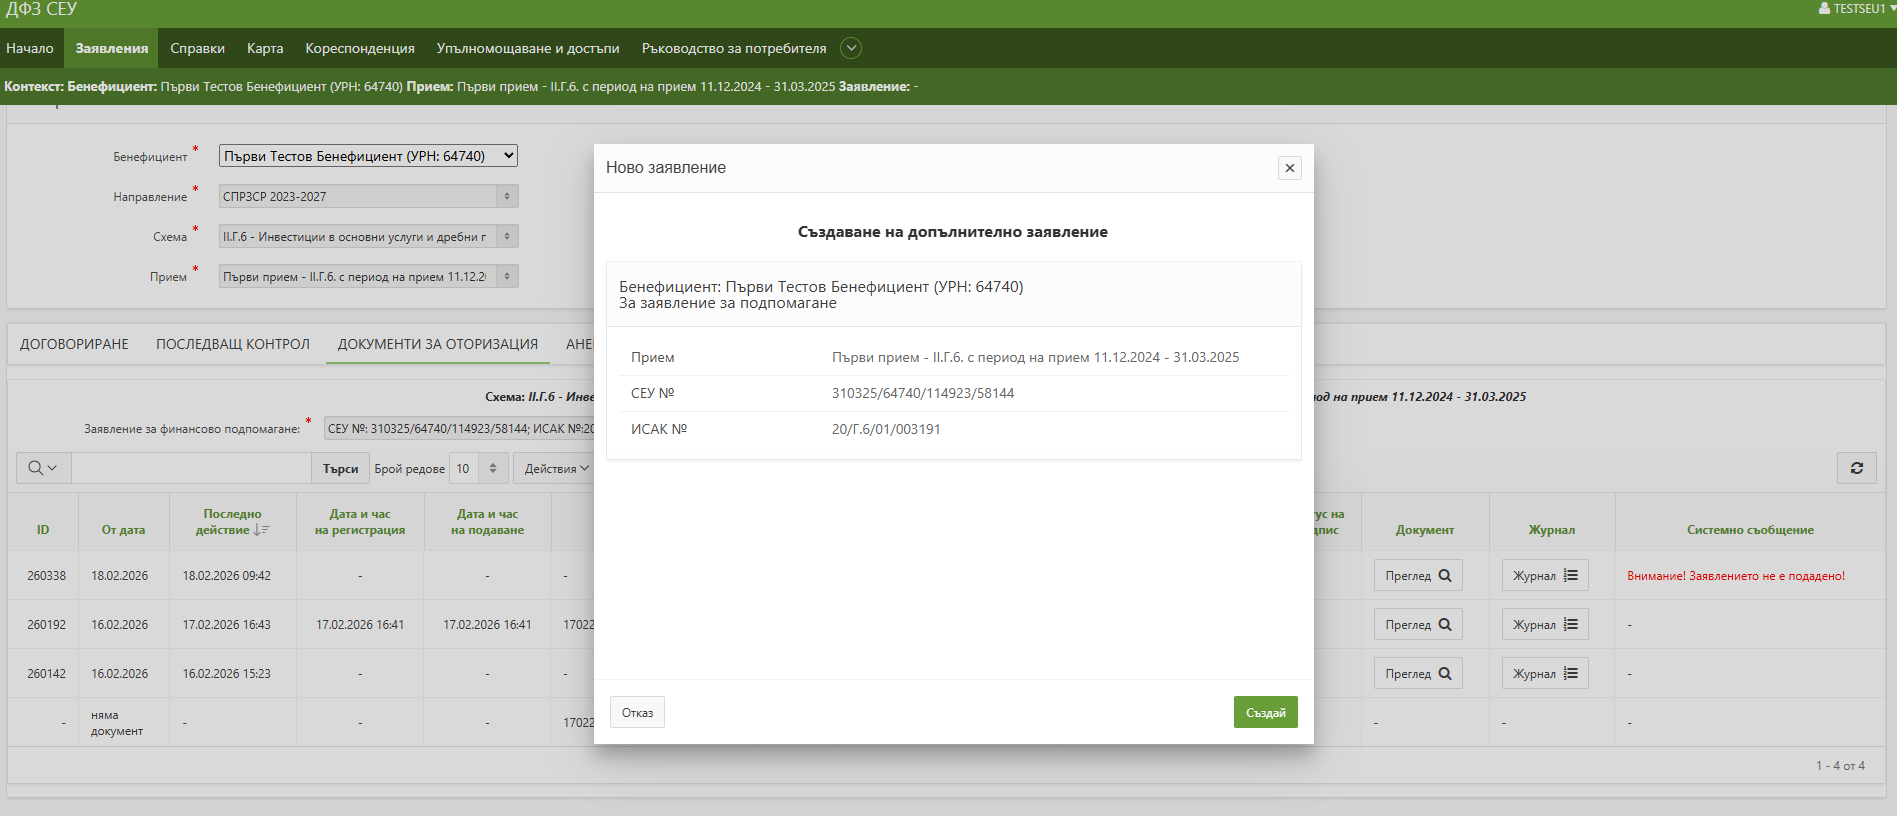 ДФЗ СЕУ
TESTSEU1
Начало Заявления Справки Карта Кореспонденция Упълномощаване и достъпи Ръководство за потребителя
Контекст: Бенефициент: Първи Тестов Бенефициент (УРН: 64740) Прием: Първи прием - II.Г.6. с период на прием 11.12.2024 - 31.03.2025 Заявление: -
Бенефициент * Първи Тестов Бенефициент (УРН: 64740)
Направление * СПРЗСР 2023-2027
Схема * II.Г.6 - Инвестиции в основни услуги и дребни п
Прием * Първи прием - II.Г.6. с период на прием 11.12.2
ДОГОВОРИРАНЕ ПОСЛЕДВАЩ КОНТРОЛ ДОКУМЕНТИ ЗА ОТОРИЗАЦИЯ АНЕ
Схема: II.Г.6 - Инве
од на прием 11.12.2024 - 31.03.2025
Заявление за финансово подпомагане: * СЕУ №: 310325/64740/114923/58144; ИСАК №:20
Търси Брой редове 10 Действия
ID От дата Последно действие Дата и час на регистрация Дата и час на подаване тус на дпис Документ Журнал Системно съобщение
260338 18.02.2026 18.02.2026 09:42 - - - Преглед Журнал Внимание! Заявлението не е подадено!
260192 16.02.2026 17.02.2026 16:43 17.02.2026 16:41 17.02.2026 16:41 17022 Преглед Журнал -
260142 16.02.2026 16.02.2026 15:23 - - - Преглед Журнал -
- няма документ - - - 17022 - - -
1 - 4 от 4
Ново заявление
Създаване на допълнително заявление
Бенефициент: Първи Тестов Бенефициент (УРН: 64740)
За заявление за подпомагане
Прием Първи прием - II.Г.6. с период на прием 11.12.2024 - 31.03.2025
СЕУ № 310325/64740/114923/58144
ИСАК № 20/Г.6/01/003191
Отказ Създай